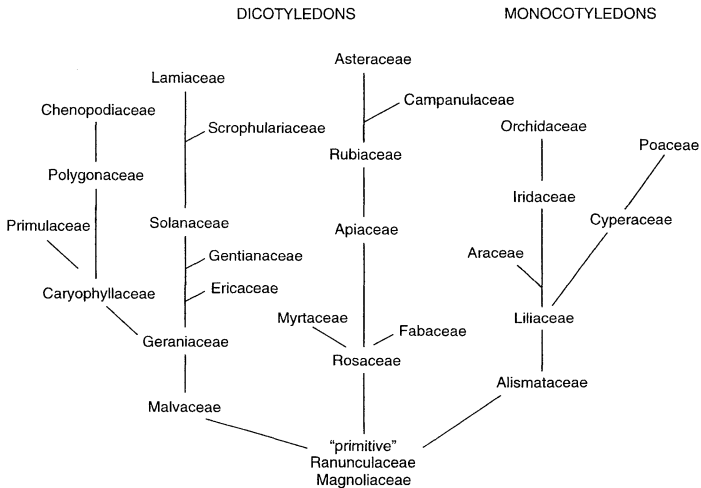 DICOTYLEDONS
MONOCOTYLEDONS
Asteraceae
Lamiaceae
Campanulaceae
Chenopodiaceae
Scrophulariaceae
Orchidaceae
Rubiaceae
Poaceae
Polygonaceae
Iridaceae
Primulaceae
Solanaceae
Apiaceae
Cyperaceae
Gentianaceae
Araceae
Caryophyllaceae
Ericaceae
Myrtaceae
Liliaceae
Fabaceae
Geraniaceae
Rosaceae
Alismataceae
Malvaceae
“primitive”
Ranunculaceae
Magnoliaceae